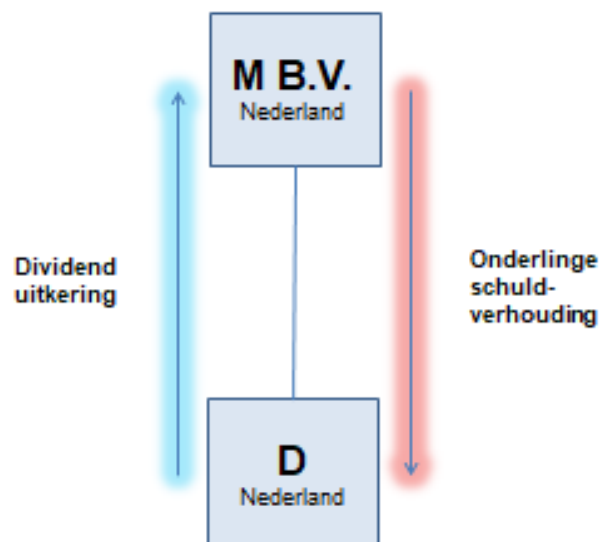 M B.V.
Nederland
Dividend
uitkering
Onderlinge
schuld-
verhouding
D
Nederland